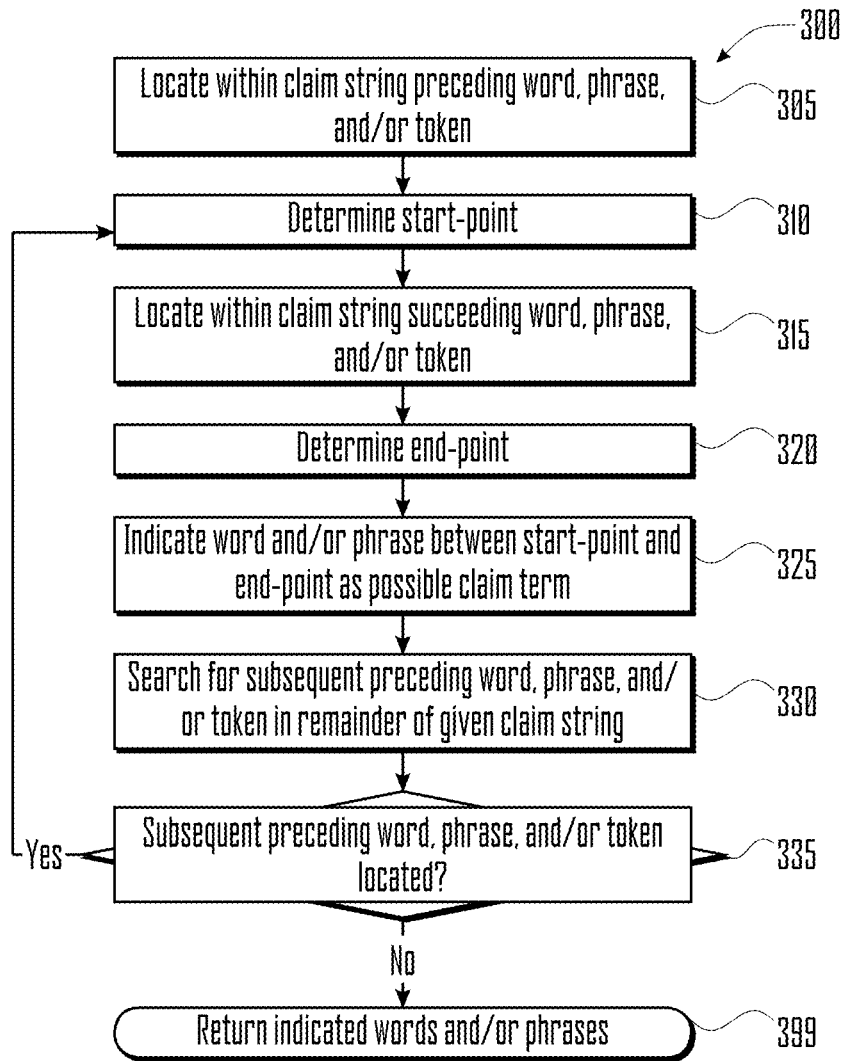 300
Locate within claim string preceding word, phrase,
and/or token
305
Determine start-point
310
Locate within claim string succeeding word, phrase,
and/or token
315
Determine end-point
320
Indicate word and/or phrase between start-point and
end-point as possible claim term
325
Search for subsequent preceding word, phrase, and/
or token in remainder of given claim string
330
Subsequent preceding word, phrase, and/or token
located?
335
Yes
No
Return indicated words and/or phrases
399